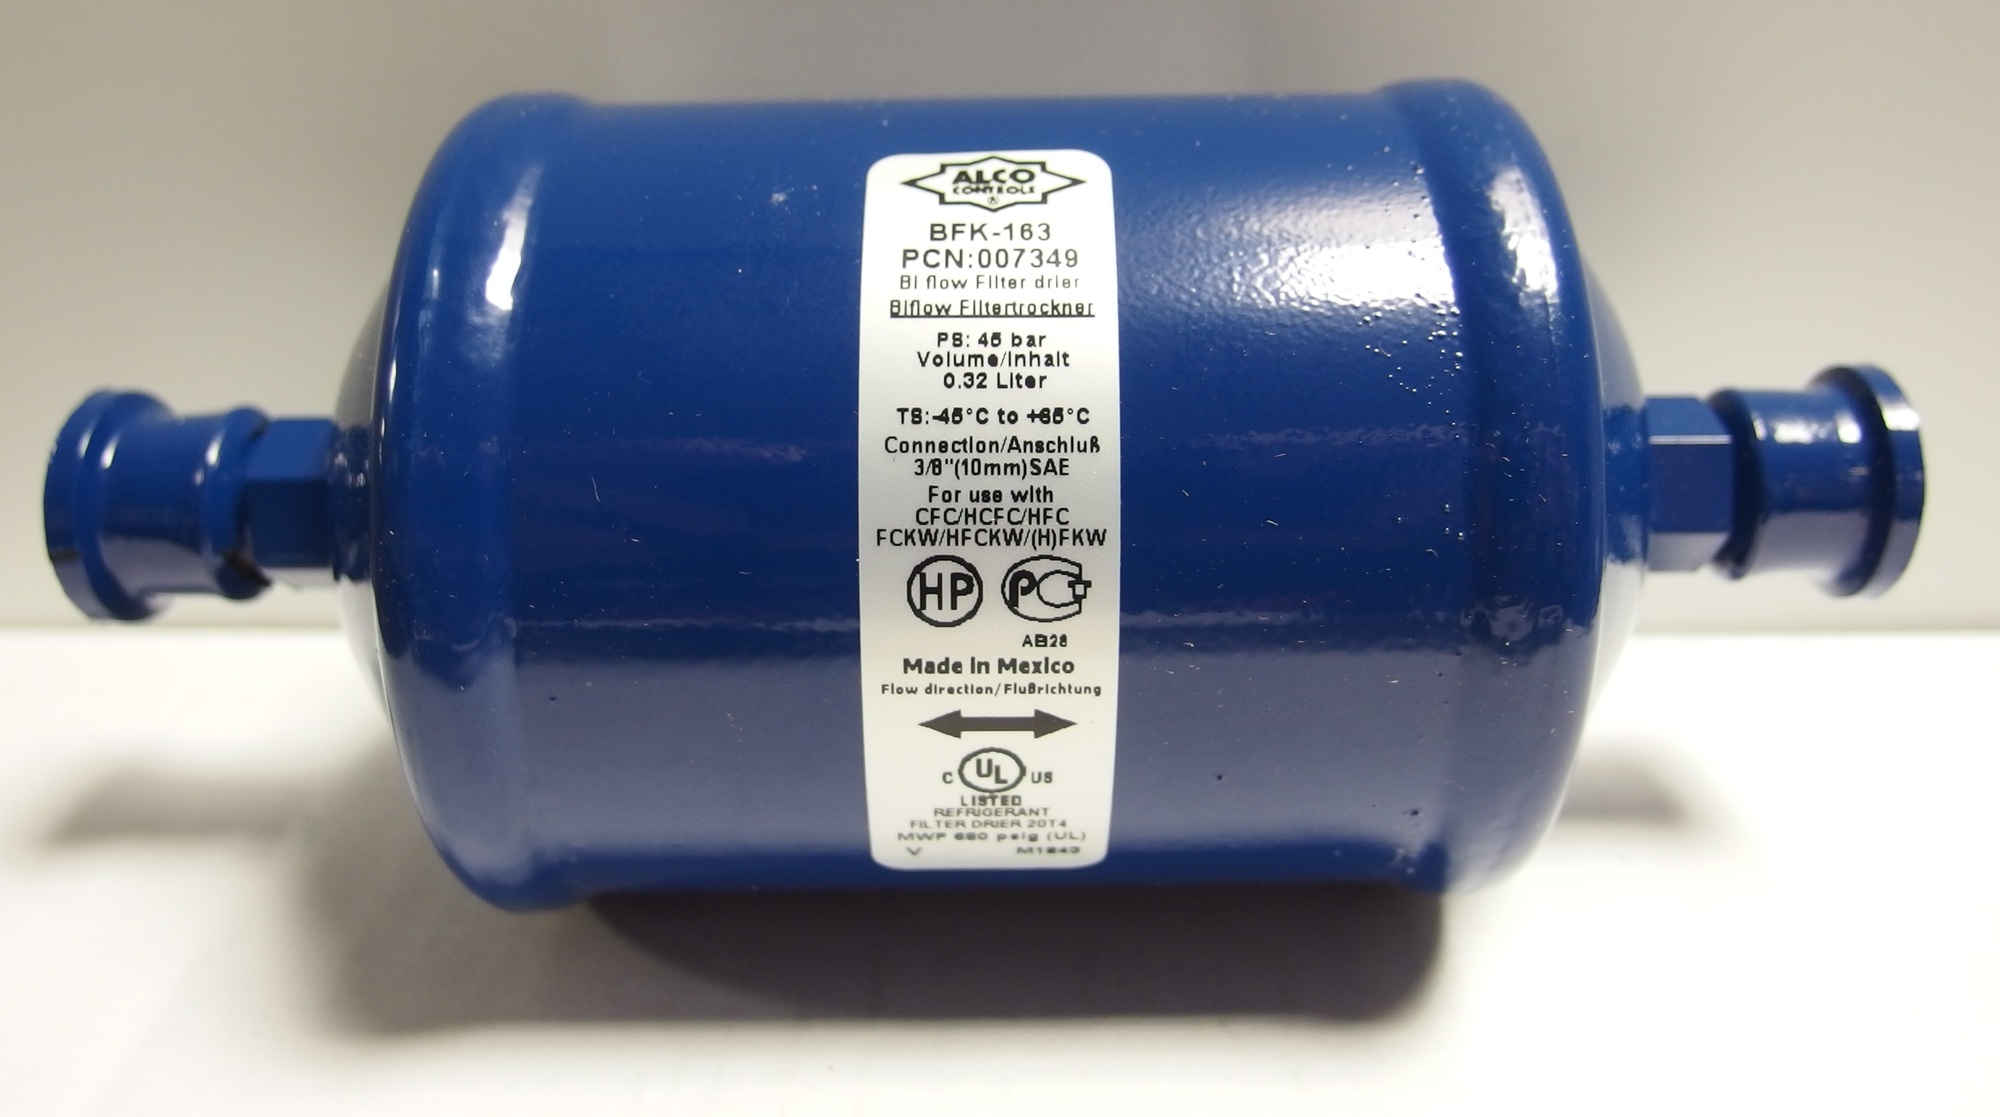 ALCO
CONTROLS
®
BFK-163
PCN:007349
BI flow Filter drier
Biflow Filtertrockner
PS: 45 bar
Volume/Inhalt
0.32 Liter
TS:-45°C to +65°C
Connection/Anschluß
3/8"(10mm)SAE
For use with
CFC/HCFC/HFC
FCKW/HFCKW/(H)FKW
HP PCT
Made in Mexico
Flow direction/Flußrichtung
C UL US
LISTED
REFRIGERANT
FILTER DRIER 20T4
MWP 680 psig (UL)
V